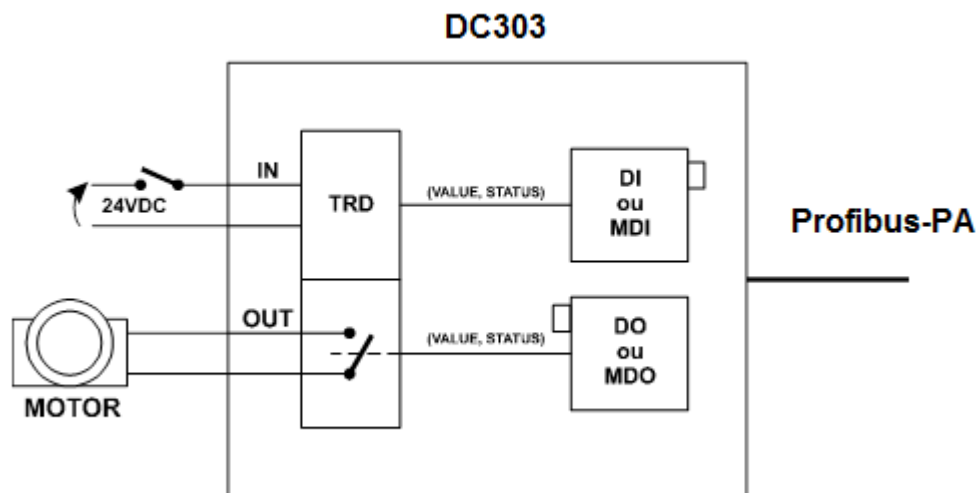 DC303
IN
24VDC
TRD
(VALUE, STATUS)
DI
ou
MDI
Profibus-PA
OUT
(VALUE, STATUS)
DO
ou
MDO
MOTOR